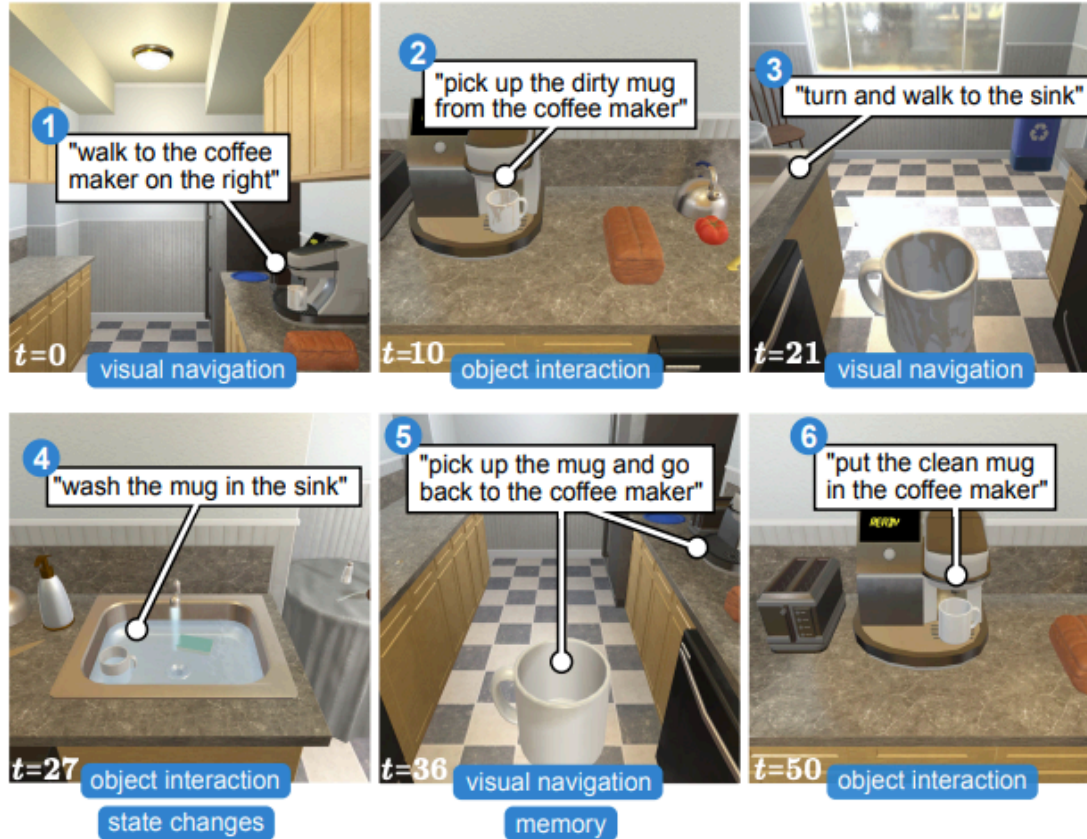 1
"walk to the coffee
maker on the right"
t=0
visual navigation
2
"pick up the dirty mug
from the coffee maker"
t=10
object interaction
3
"turn and walk to the sink"
t=21
visual navigation
4
"wash the mug in the sink"
t=27
object interaction
state changes
5
"pick up the mug and go
back to the coffee maker"
t=36
visual navigation
memory
6
"put the clean mug
in the coffee maker"
READY
t=50
object interaction